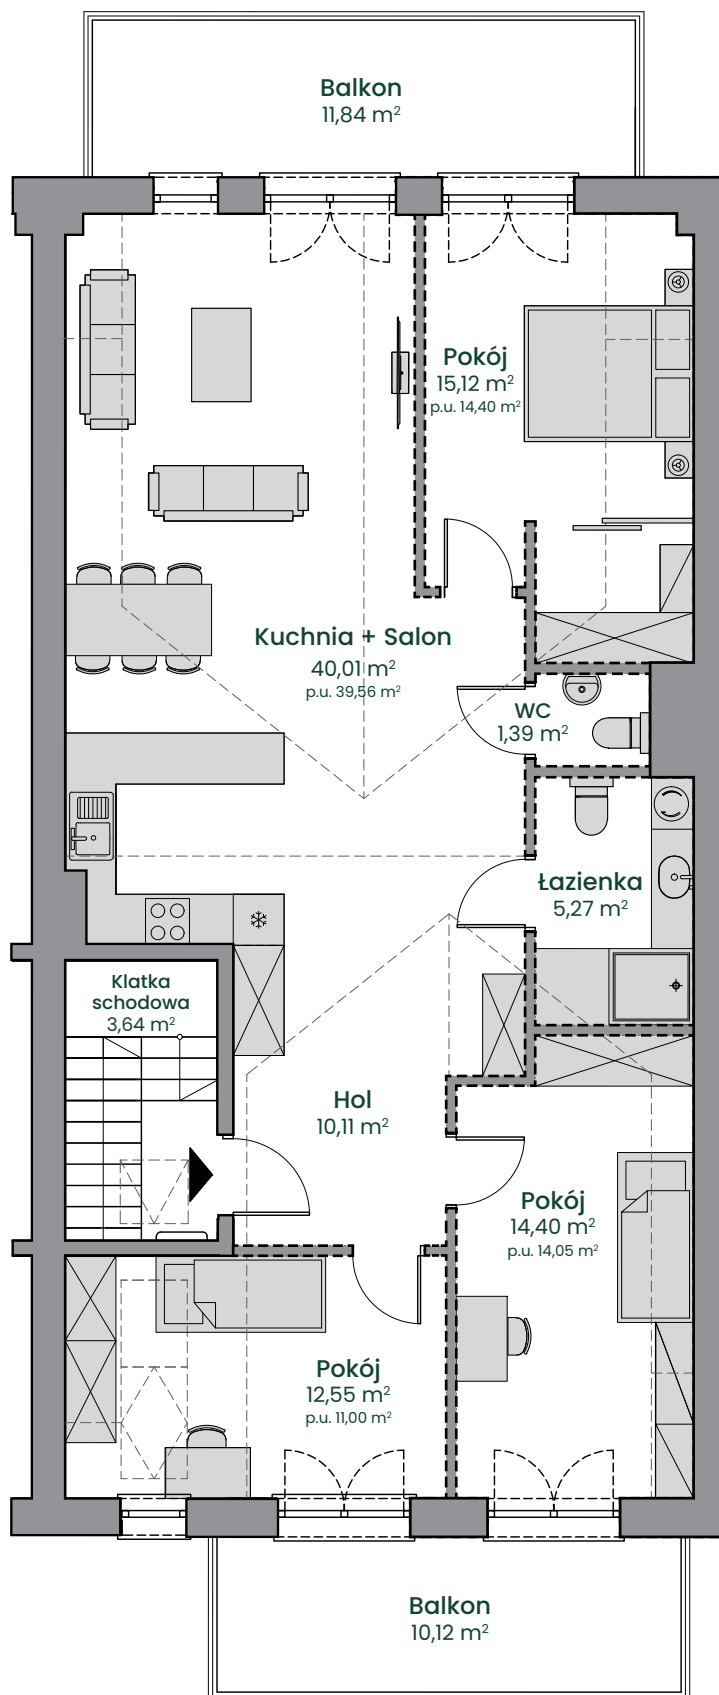 Balkon
11,84 m²
Pokój
15,12 m²
p.u. 14,40 m²
Kuchnia + Salon
40,01 m²
p.u. 39,56 m²
WC
1,39 m²
Łazienka
5,27 m²
Klatka
schodowa
3,64 m²
Hol
10,11 m²
Pokój
14,40 m²
p.u. 14,05 m²
Pokój
12,55 m²
p.u. 11,00 m²
Balkon
10,12 m²